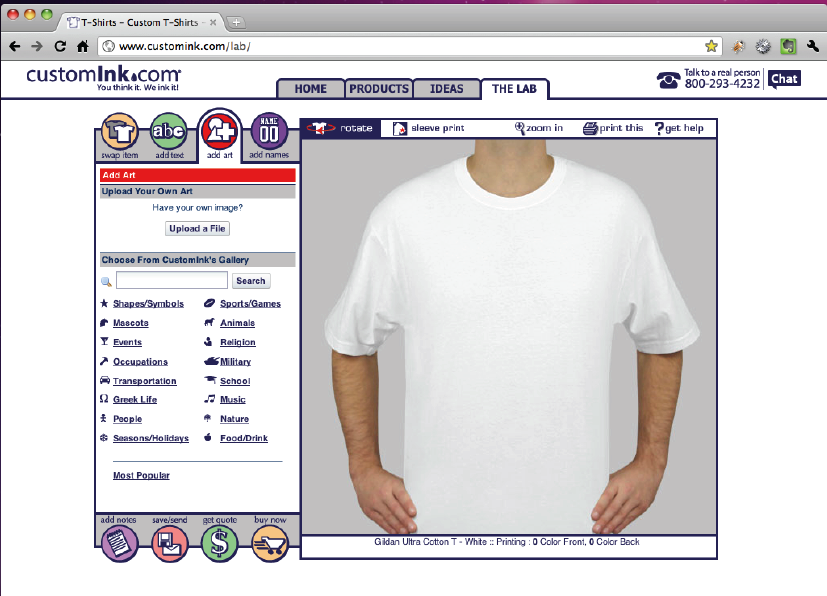 T-Shirts – Custom T-Shirts –
www.customink.com/lab/
customInk.com
You think it. We ink it!
HOME
PRODUCTS
IDEAS
THE LAB
Talk to a real person
800-293-4232
Chat
swap item
abc
add text
2+
add art
NAME
00
add names
Add Art
Upload Your Own Art
Have your own image?
Upload a File
Choose From CustomInk's Gallery
Search
Shapes/Symbols
Sports/Games
Mascots
Animals
Events
Religion
Occupations
Military
Transportation
School
Greek Life
Music
People
Nature
Seasons/Holidays
Food/Drink
Most Popular
add notes
save/send
get quote
buy now
$
rotate
sleeve print
zoom in
print this
? get help
Gildan Ultra Cotton T - White :: Printing : 0 Color Front, 0 Color Back